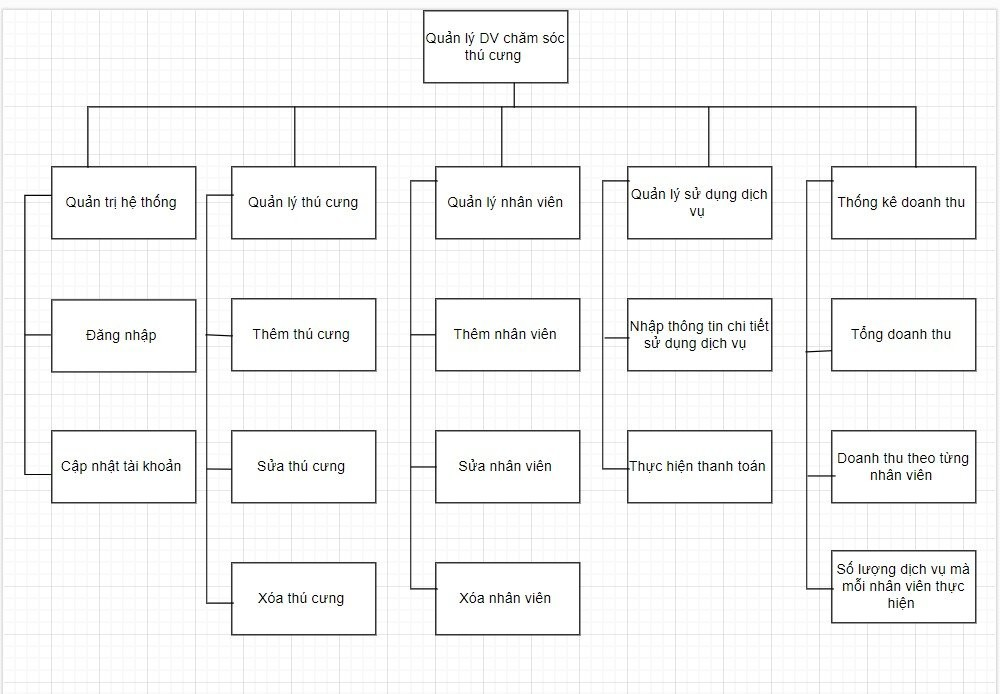 Quản lý DV chăm sóc
thú cưng
Quản trị hệ thống
Quản lý thú cưng
Quản lý nhân viên
Quản lý sử dụng dịch
vụ
Thống kê doanh thu
Đăng nhập
Thêm thú cưng
Thêm nhân viên
Nhập thông tin chi tiết
sử dụng dịch vụ
Tổng doanh thu
Cập nhật tài khoản
Sửa thú cưng
Sửa nhân viên
Thực hiện thanh toán
Doanh thu theo từng
nhân viên
Xóa thú cưng
Xóa nhân viên
Số lượng dịch vụ mà
mỗi nhân viên thực
hiện